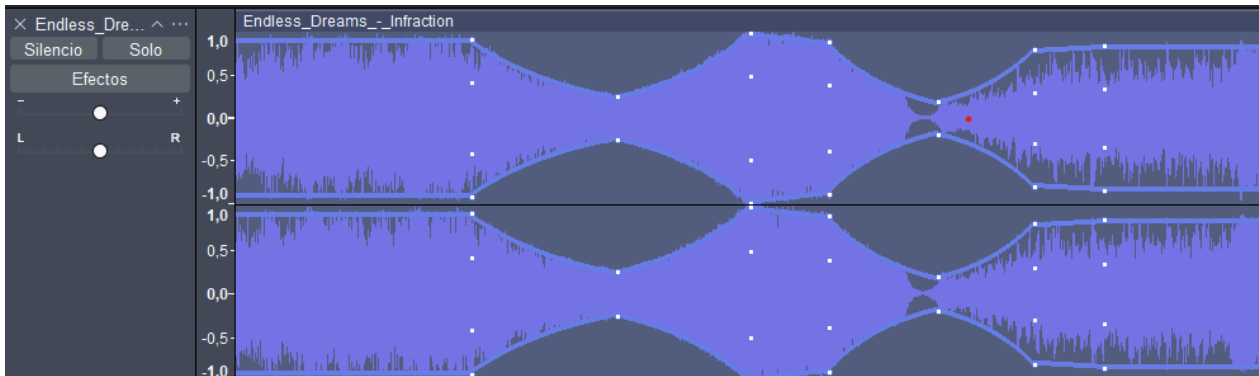 Endless_Dre...
Silencio Solo
Efectos
- +
L R
Endless_Dreams_-_Infraction
1,0
0,5-
0,0-
-0,5-
-1,0
1,0
0,5-
0,0-
-0,5-
-1,0